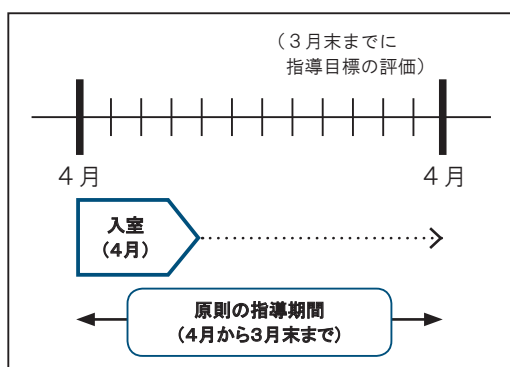 （３月末までに
指導目標の評価）
４月
４月
入室
（4月）
原則の指導期間
（4月から3月末まで）